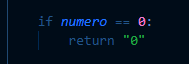 if numero == 0:
    return "0"